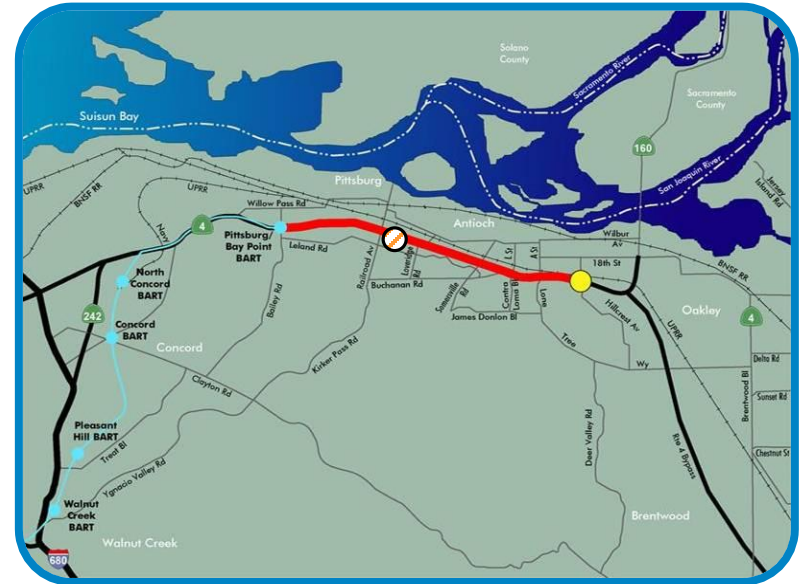 Solano
County
Sacramento River
Sacramento
County
Suisun Bay
160
San Joaquin River
Jersey
Island Rd
Pittsburg
UPRR
BNSF RR
UPRR
Willow Pass Rd
Antioch
Navy
4
Pittsburg/
Bay Point
BART
Leland Rd
Railroad Av
Loveridge
Rd
L St
A St
Wilbur
Av
18th St
BNSF RR
North
Concord
BART
Bailey Rd
Buchanan Rd
Somersville
Rd
Contra
Loma Bl
Lone
Hillcrest Av
UPRR
Oakley
4
242
James Donlon Bl
Tree
Wy
Concord
BART
Concord
Kirker Pass Rd
Delta Rd
Clayton Rd
Brentwood Bl
Sunset Rd
Pleasant
Hill BART
Treat Bl
Deer Valley Rd
Rte 4 Bypass
Chestnut St
Ygnacio Valley Rd
Walnut
Creek
BART
Brentwood
Walnut Creek
680